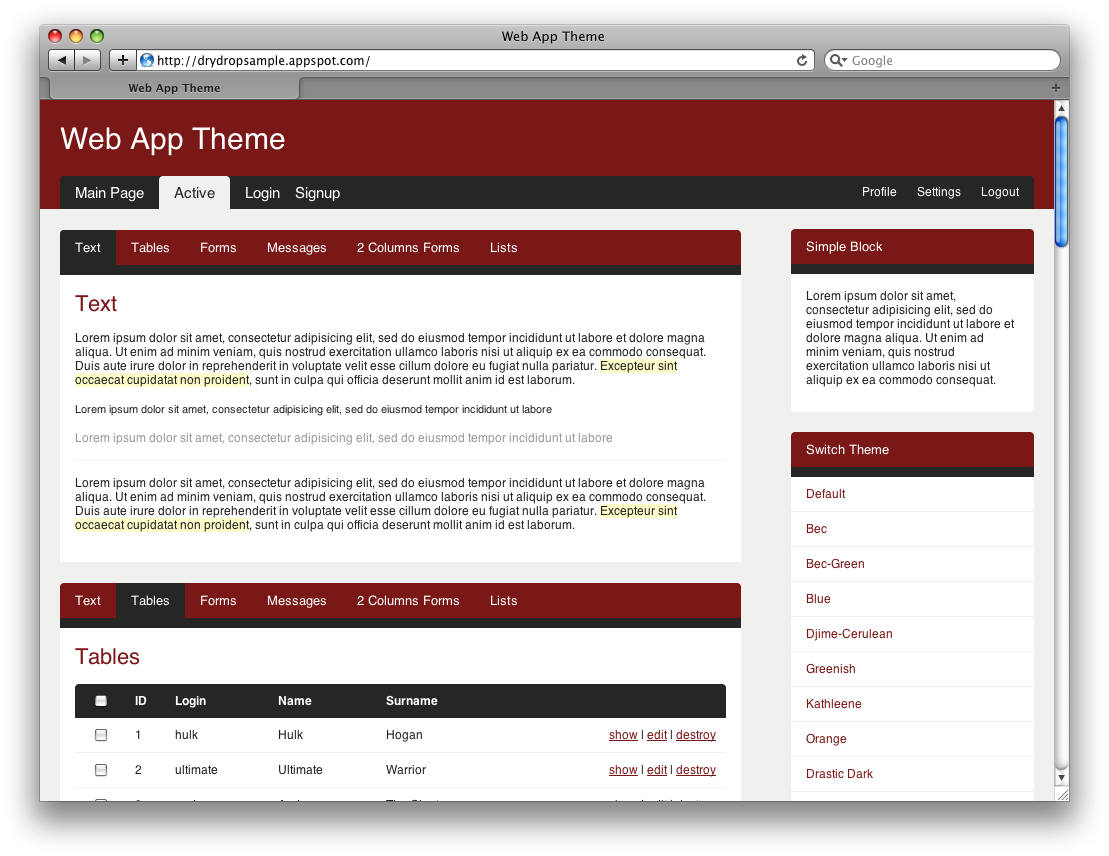 Web App Theme
http://drydropsample.appspot.com/
Google
Web App Theme
Web App Theme
Main Page Active Login Signup Profile Settings Logout
Text Tables Forms Messages 2 Columns Forms Lists
Text
Lorem ipsum dolor sit amet, consectetur adipisicing elit, sed do eiusmod tempor incididunt ut labore et dolore magna
aliqua. Ut enim ad minim veniam, quis nostrud exercitation ullamco laboris nisi ut aliquip ex ea commodo consequat.
Duis aute irure dolor in reprehenderit in voluptate velit esse cillum dolore eu fugiat nulla pariatur. Excepteur sint
occaecat cupidatat non proident, sunt in culpa qui officia deserunt mollit anim id est laborum.
Lorem ipsum dolor sit amet, consectetur adipisicing elit, sed do eiusmod tempor incididunt ut labore
Lorem ipsum dolor sit amet, consectetur adipisicing elit, sed do eiusmod tempor incididunt ut labore
Lorem ipsum dolor sit amet, consectetur adipisicing elit, sed do eiusmod tempor incididunt ut labore et dolore magna
aliqua. Ut enim ad minim veniam, quis nostrud exercitation ullamco laboris nisi ut aliquip ex ea commodo consequat.
Duis aute irure dolor in reprehenderit in voluptate velit esse cillum dolore eu fugiat nulla pariatur. Excepteur sint
occaecat cupidatat non proident, sunt in culpa qui officia deserunt mollit anim id est laborum.
Text Tables Forms Messages 2 Columns Forms Lists
Tables
ID Login Name Surname
1 hulk Hulk Hogan show | edit | destroy
2 ultimate Ultimate Warrior show | edit | destroy
Simple Block
Lorem ipsum dolor sit amet,
consectetur adipisicing elit, sed do
eiusmod tempor incididunt ut labore et
dolore magna aliqua. Ut enim ad
minim veniam, quis nostrud
exercitation ullamco laboris nisi ut
aliquip ex ea commodo consequat.
Switch Theme
Default
Bec
Bec-Green
Blue
Djime-Cerulean
Greenish
Kathleene
Orange
Drastic Dark